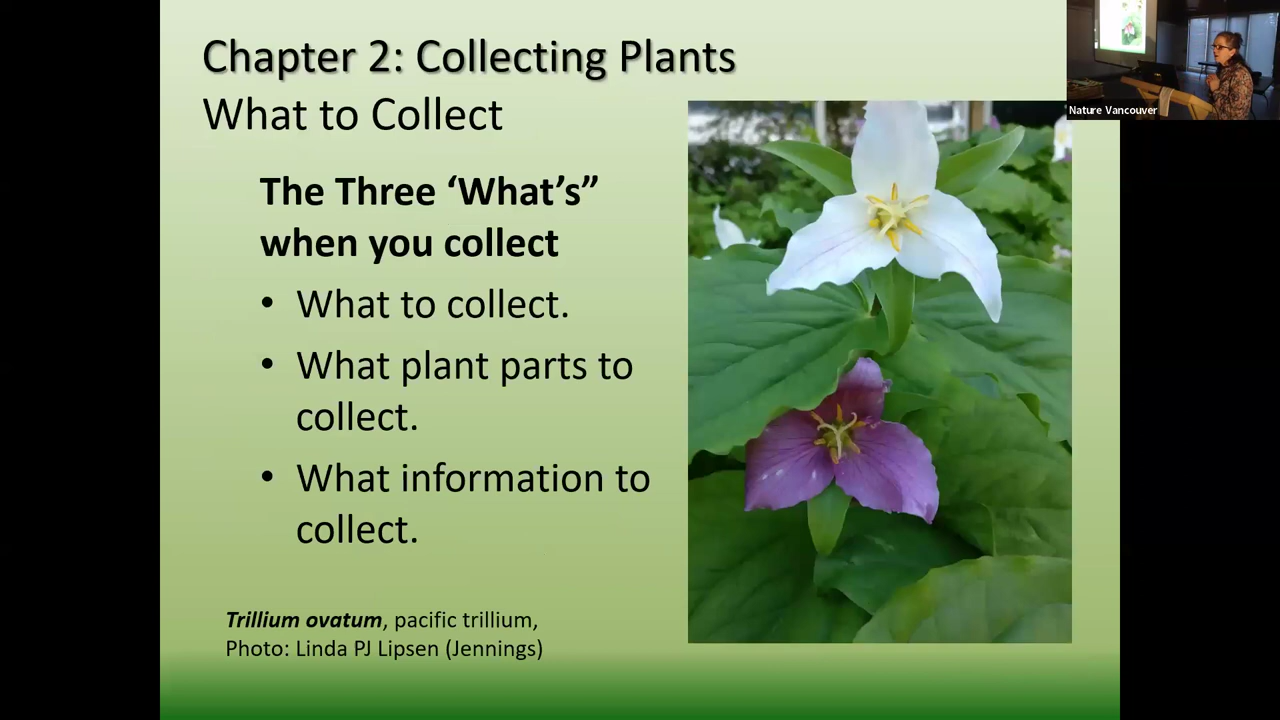 Chapter 2: Collecting Plants
What to Collect
The Three ‘What’s”
when you collect
• What to collect.
• What plant parts to
collect.
• What information to
collect.
Trillium ovatum, pacific trillium,
Photo: Linda PJ Lipsen (Jennings)
Nature Vancouver